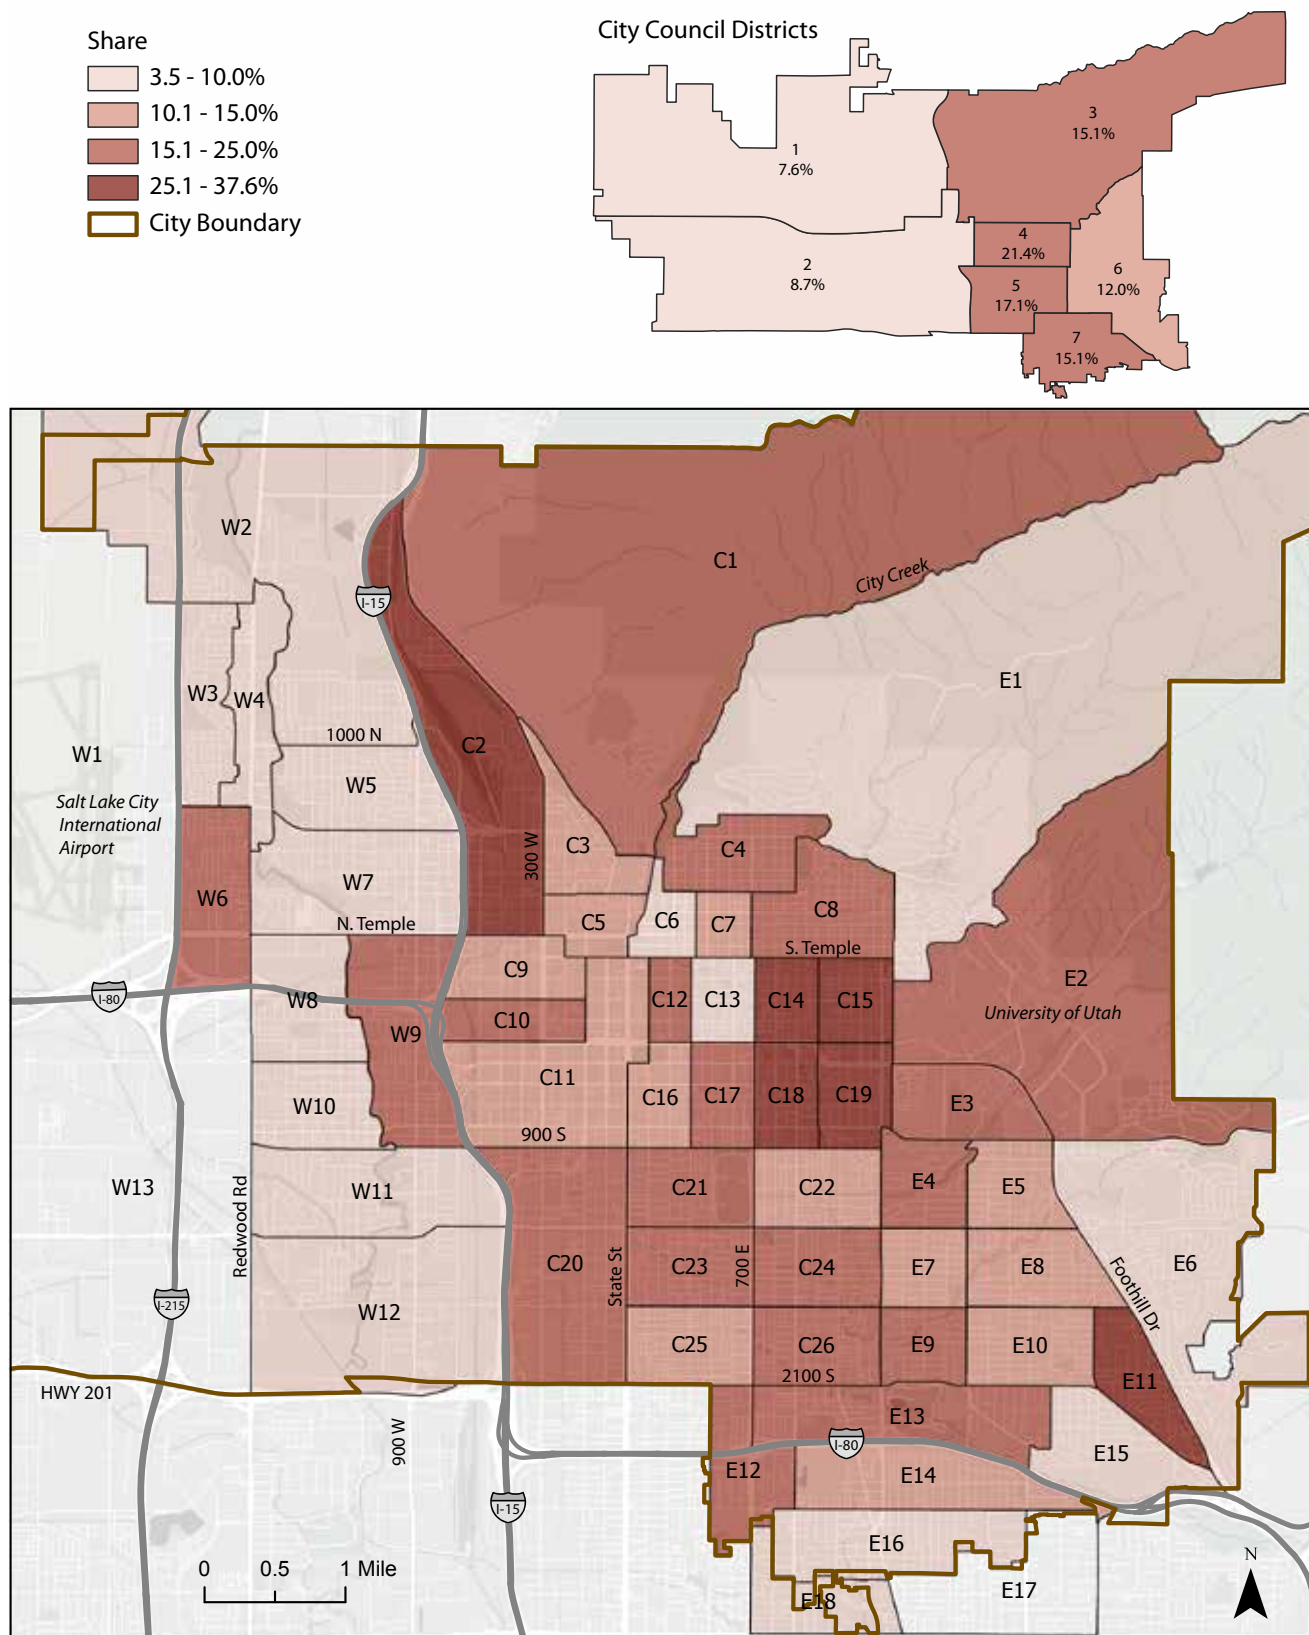 Share
3.5 - 10.0%
10.1 - 15.0%
15.1 - 25.0%
25.1 - 37.6%
City Boundary
City Council Districts
3
15.1%
1
7.6%
4
21.4%
2
8.7%
6
12.0%
5
17.1%
7
15.1%
W2
C1
City Creek
I-15
E1
W3
W4
1000 N
C2
W1
W5
Salt Lake City
International
Airport
300 W
C3
C4
W6
W7
C8
N. Temple
C5
C6
C7
S. Temple
C9
E2
I-80
W8
C12
C13
C14
C15
University of Utah
C10
W9
C11
W10
C16
C17
C18
C19
E3
900 S
W13
Redwood Rd
W11
C21
C22
E4
E5
C20
State St
C23
700 E
C24
E7
E8
Foothill Dr
E6
I-215
W12
C25
C26
E9
E10
2100 S
E11
HWY 201
900 W
E13
I-80
E12
E14
E15
I-15
E16
0 0.5 1 Mile
E18
E17
N